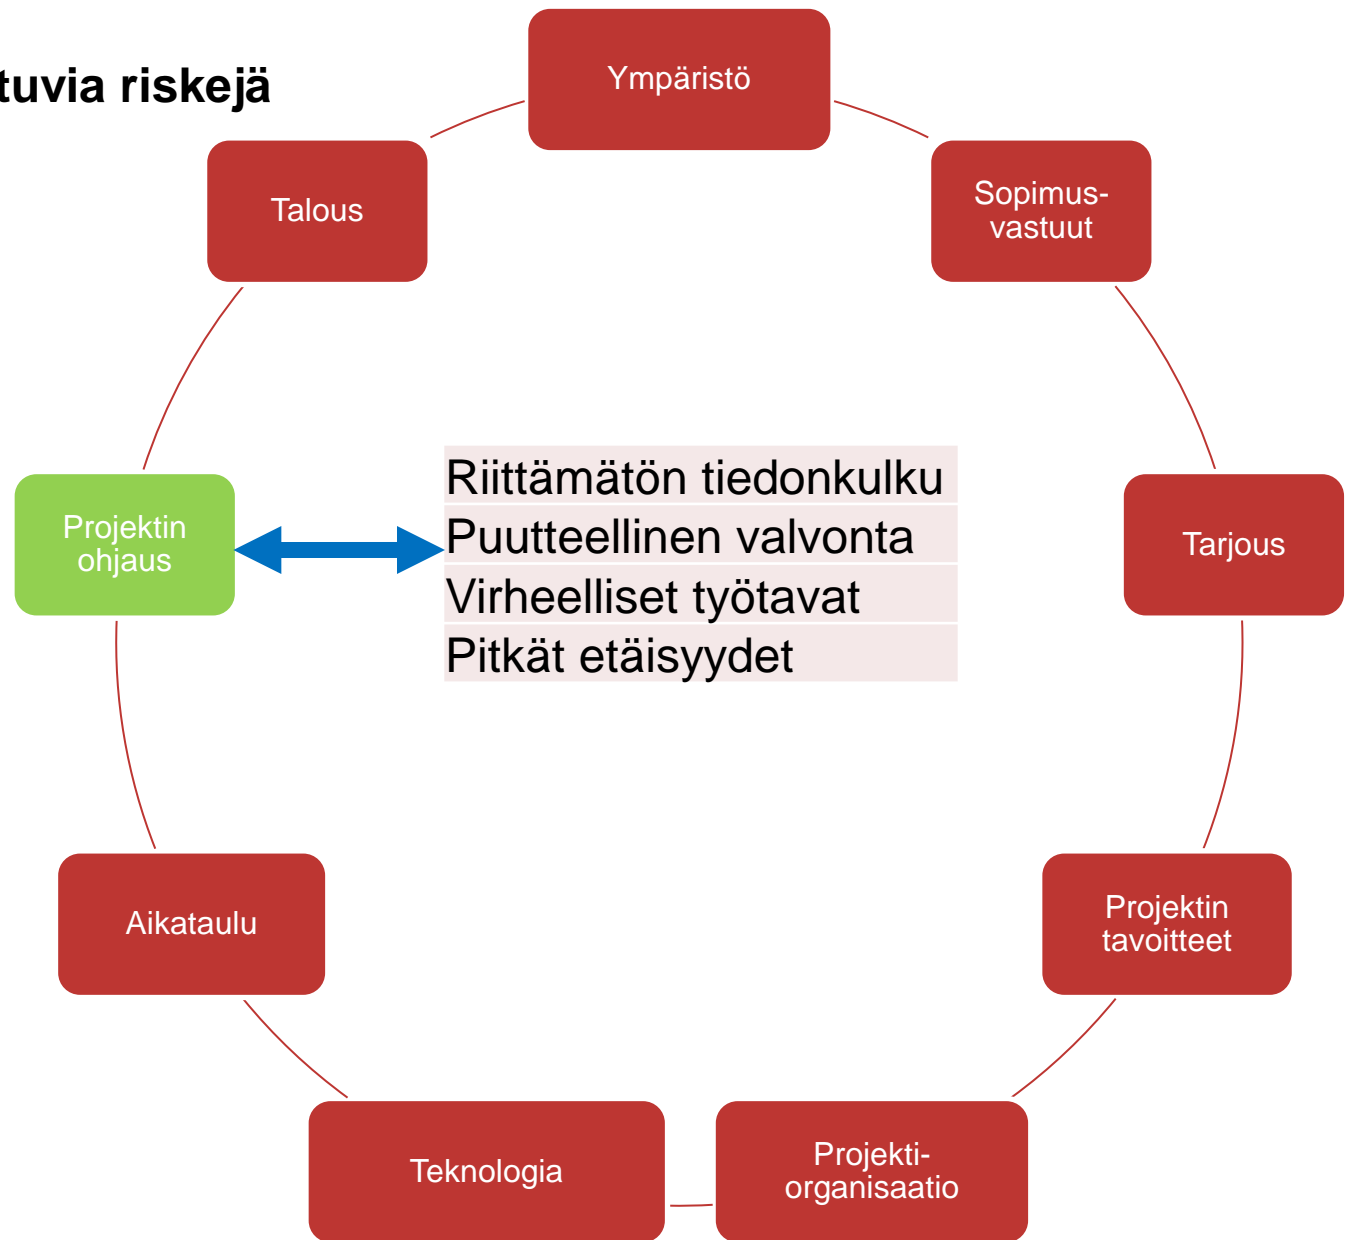 tuvia riskejä
Ympäristö
Talous
Sopimus-
vastuut
Projektin
ohjaus
Riittämätön tiedonkulku
Puutteellinen valvonta
Virheelliset työtavat
Pitkät etäisyydet
Tarjous
Aikataulu
Projektin
tavoitteet
Teknologia
Projekti-
organisaatio